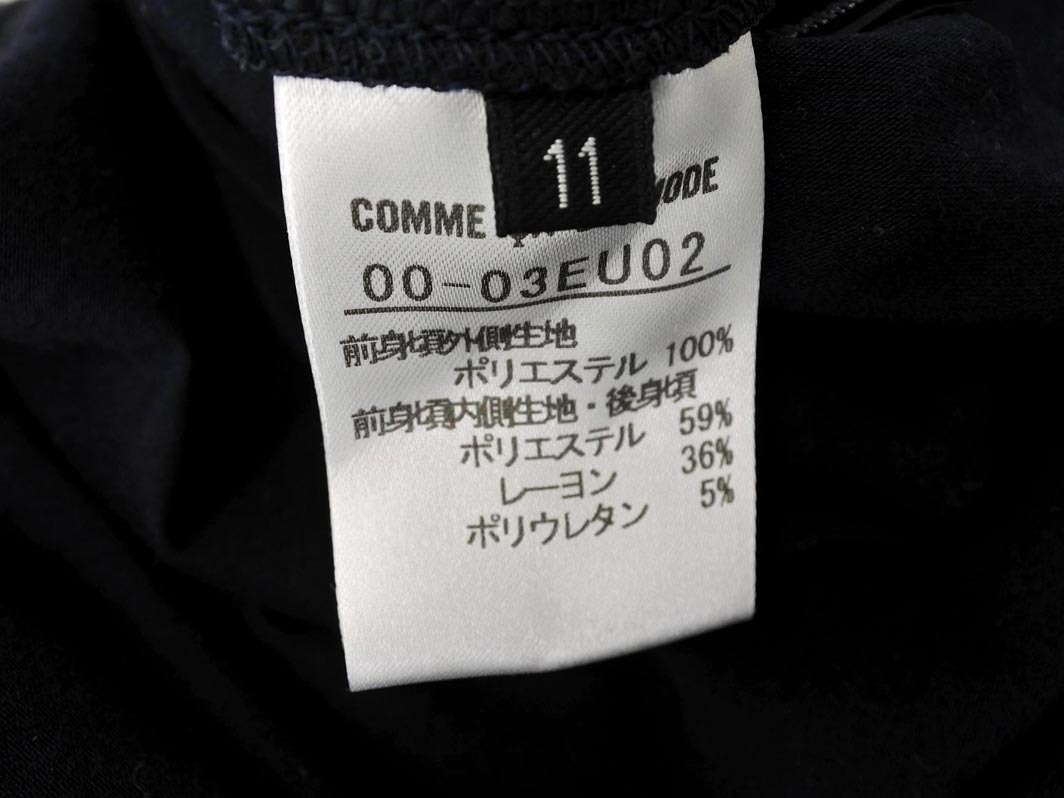 11
COMME MODE
00-03EU02
前身頃外側生地
ポリエステル 100%
前身頃内側生地・後身頃
ポリエステル 59%
レーヨン 36%
ポリウレタン 5%